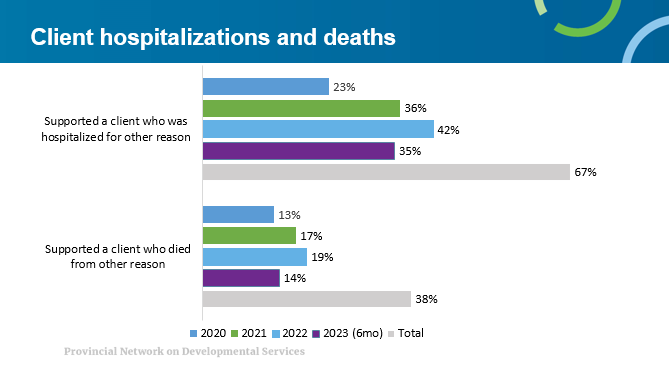 Client hospitalizations and deaths
Supported a client who was
hospitalized for other reason
23%
36%
42%
35%
67%
Supported a client who died
from other reason
13%
17%
19%
14%
38%
2020 2021 2022 2023 (6mo) Total
Provincial Network on Developmental Services